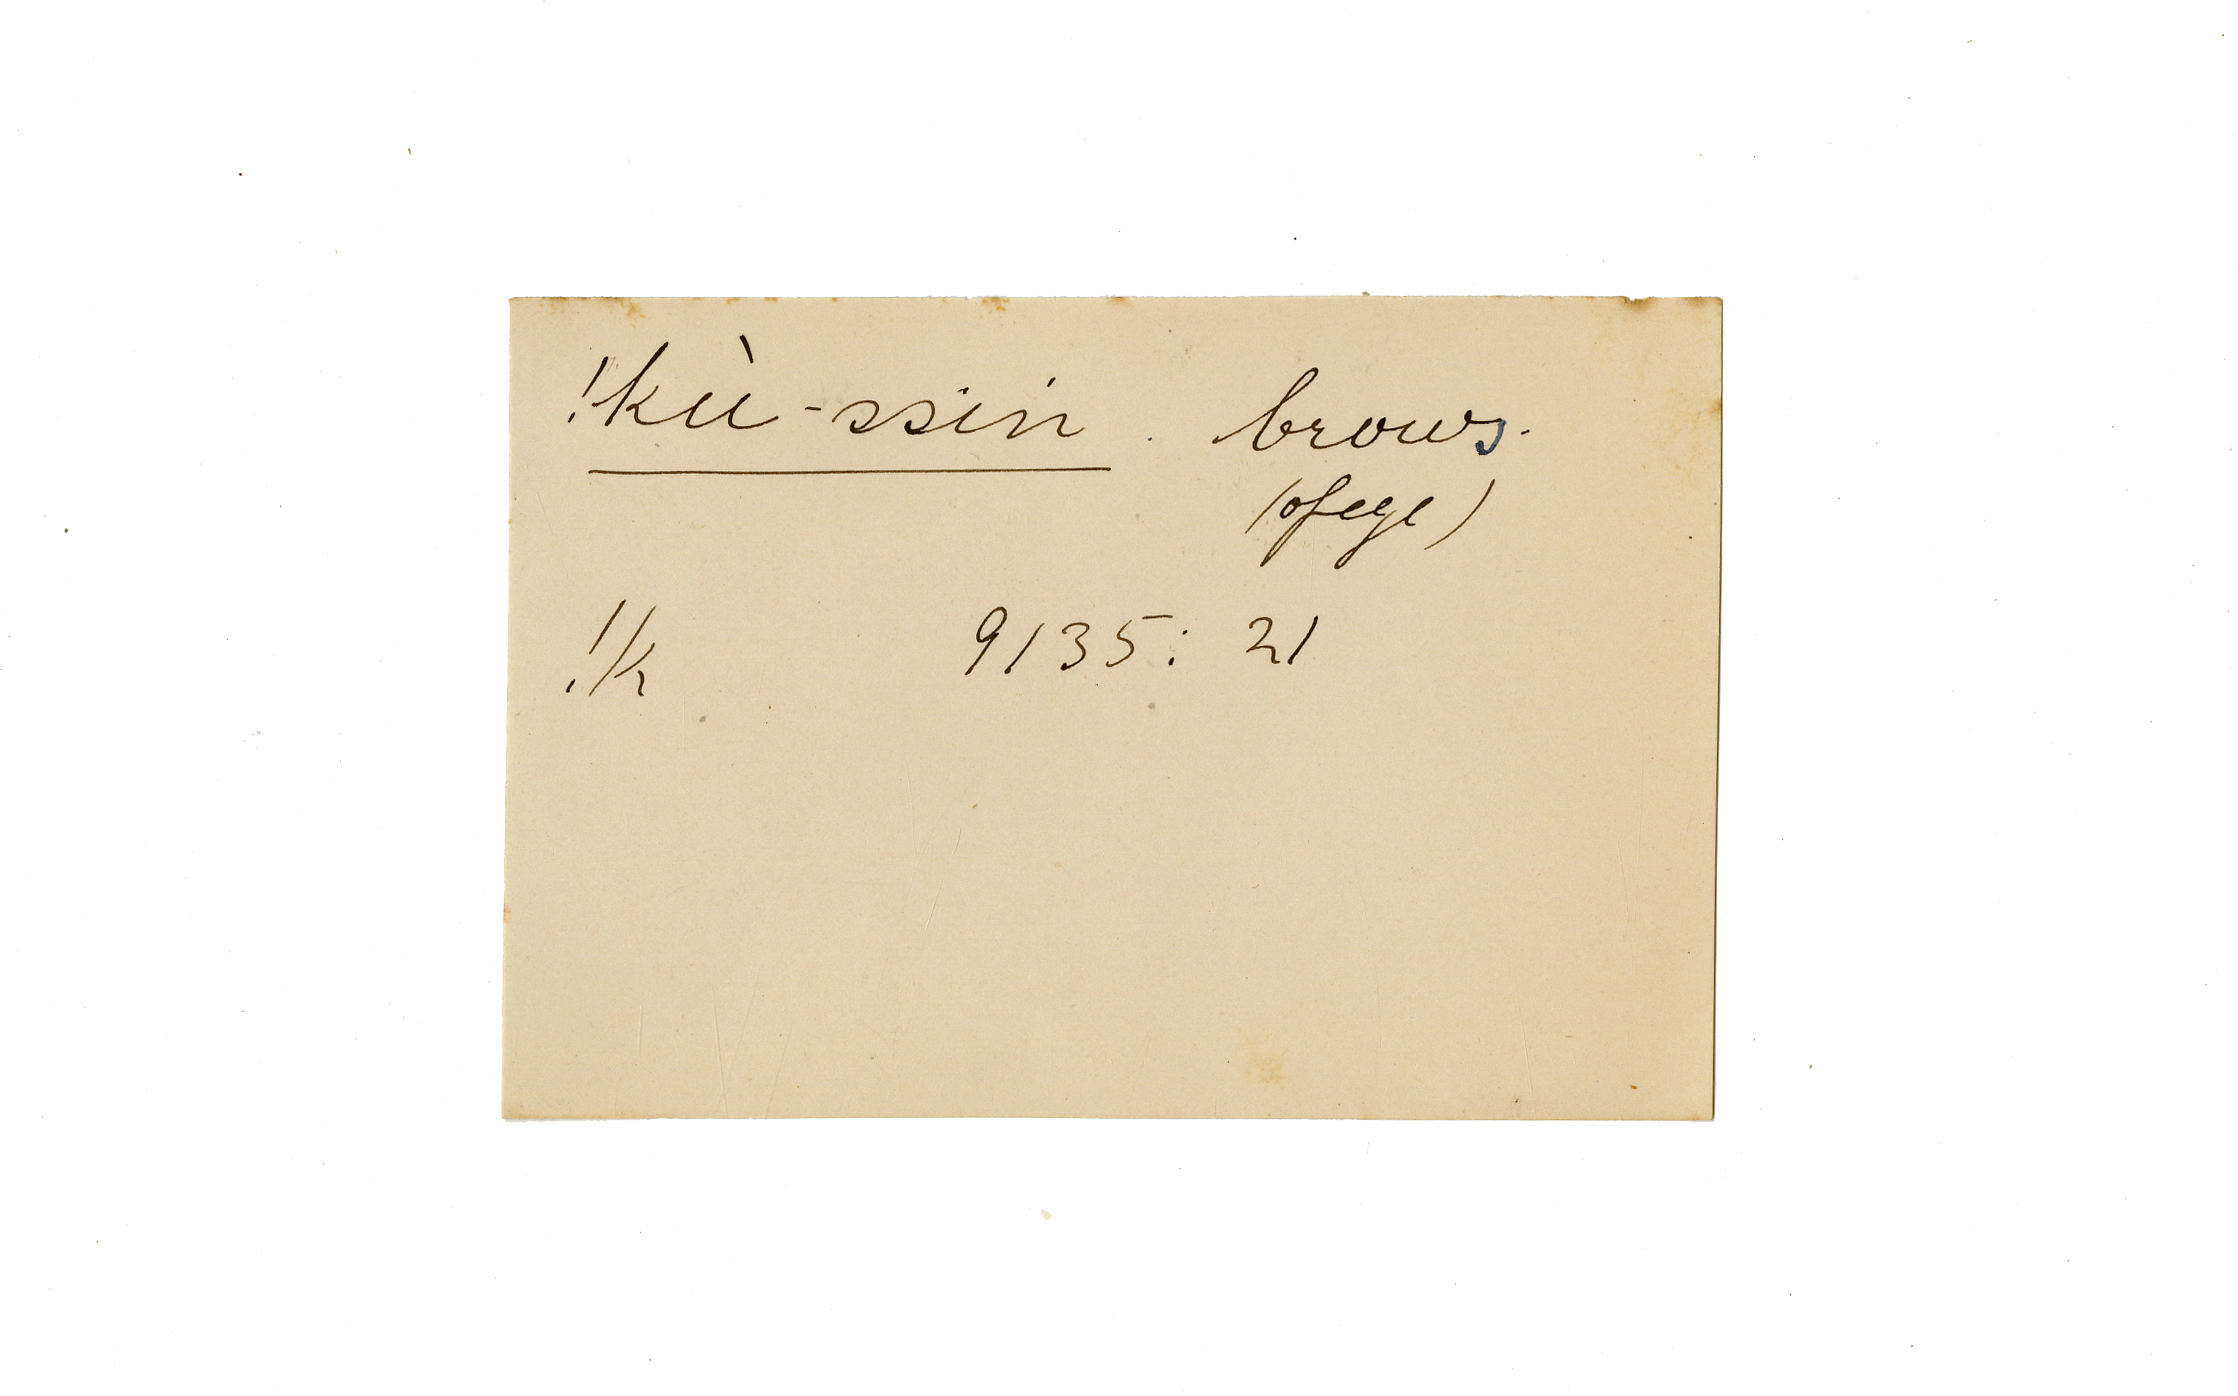 !kù-ssin . brows.
(of eye)
!k 9135: 21